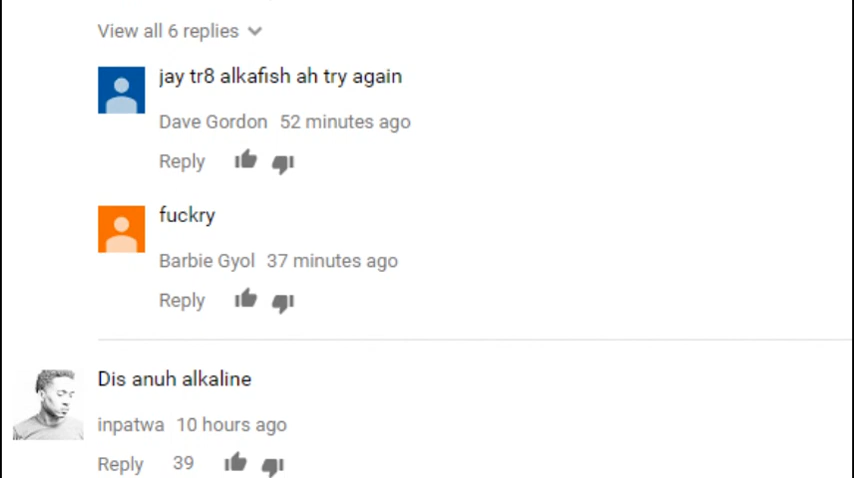 View all 6 replies
jay tr8 alkafish ah try again
Dave Gordon 52 minutes ago
Reply
fuckry
Barbie Gyol 37 minutes ago
Reply
Dis anuh alkaline
inpatwa 10 hours ago
Reply 39